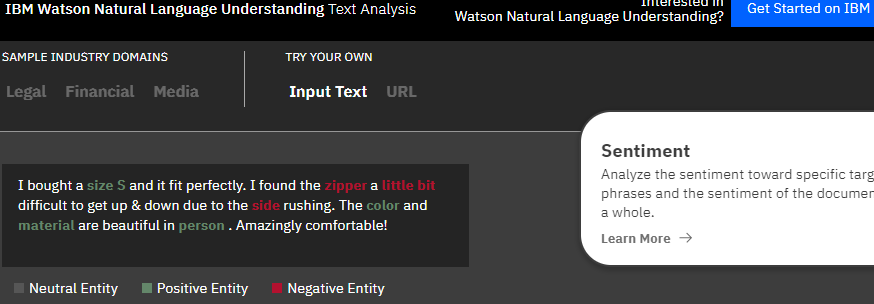 IBM Watson Natural Language Understanding Text Analysis
Interested in
Watson Natural Language Understanding?
Get Started on IBM
SAMPLE INDUSTRY DOMAINS
TRY YOUR OWN
Legal Financial Media
Input Text URL
I bought a size S and it fit perfectly. I found the zipper a little bit
difficult to get up & down due to the side rushing. The color and
material are beautiful in person . Amazingly comfortable!
Neutral Entity Positive Entity Negative Entity
Sentiment
Analyze the sentiment toward specific targ
phrases and the sentiment of the documen
a whole.
Learn More →